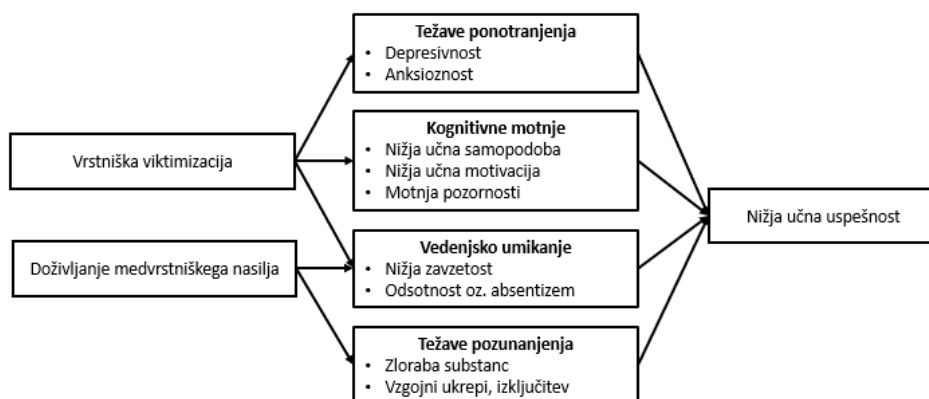 Vrstniška viktimizacija
Doživljanje medvrstniškega nasilja
Težave ponotranjenja
• Depresivnost
• Anksioznost
Kognitivne motnje
• Nižja učna samopodoba
• Nižja učna motivacija
• Motnja pozornosti
Vedenjsko umikanje
• Nižja zavzetost
• Odsotnost oz. absentizem
Težave pozunanjenja
• Zloraba substanc
• Vzgojni ukrepi, izključitev
Nižja učna uspešnost